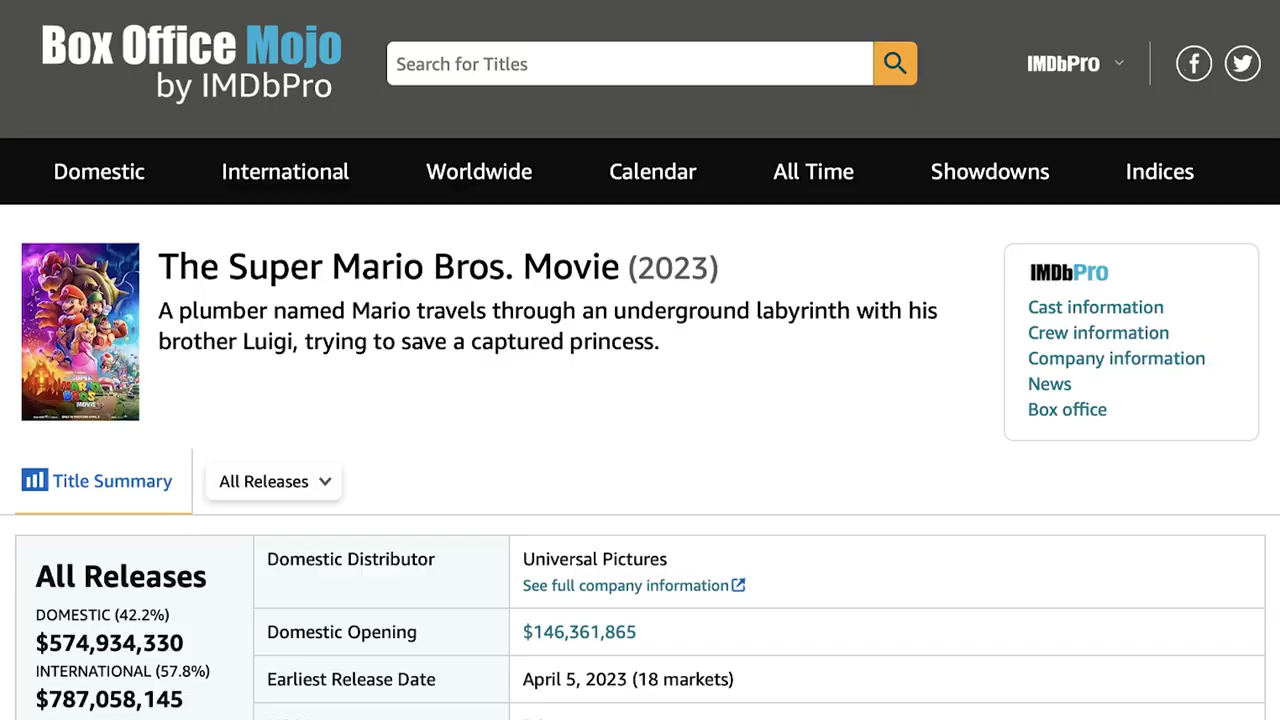 Box Office Mojo
by IMDbPro
Search for Titles
IMDbPro
Domestic International Worldwide Calendar All Time Showdowns Indices
The Super Mario Bros. Movie (2023)
A plumber named Mario travels through an underground labyrinth with his
brother Luigi, trying to save a captured princess.
SUPER
MARIO
BROS
MOVIE
IMDbPro
Cast information
Crew information
Company information
News
Box office
Title Summary
All Releases
All Releases
DOMESTIC (42.2%)
$574,934,330
INTERNATIONAL (57.8%)
$787,058,145
Domestic Distributor
Universal Pictures
See full company information
Domestic Opening
$146,361,865
Earliest Release Date
April 5, 2023 (18 markets)